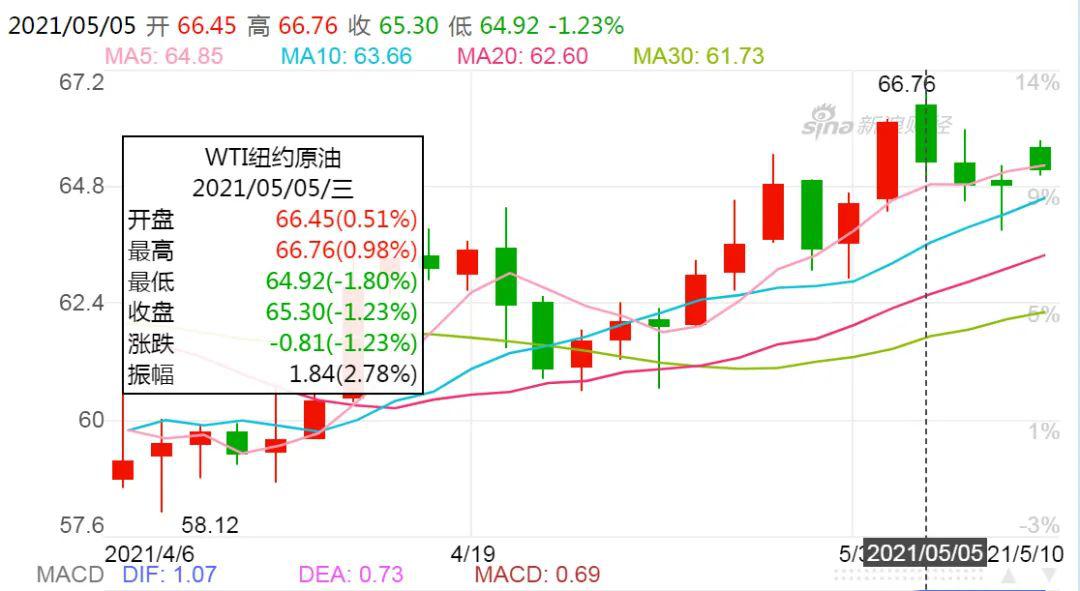 2021/05/05 开 66.45 高 66.76 收 65.30 低 64.92 -1.23%
MA5: 64.85 MA10: 63.66 MA20: 62.60 MA30: 61.73
67.2 66.76 14%
sina 新浪财经
WTI纽约原油
64.8 2021/05/05/三 9%
开盘 66.45(0.51%)
最高 66.76(0.98%)
最低 64.92(-1.80%)
62.4 收盘 65.30(-1.23%) 5%
涨跌 -0.81(-1.23%)
振幅 1.84(2.78%)
60 1%
57.6 58.12 -3%
2021/4/6 4/19 5/3 2021/05/05 21/5/10
MACD DIF: 1.07 DEA: 0.73 MACD: 0.69